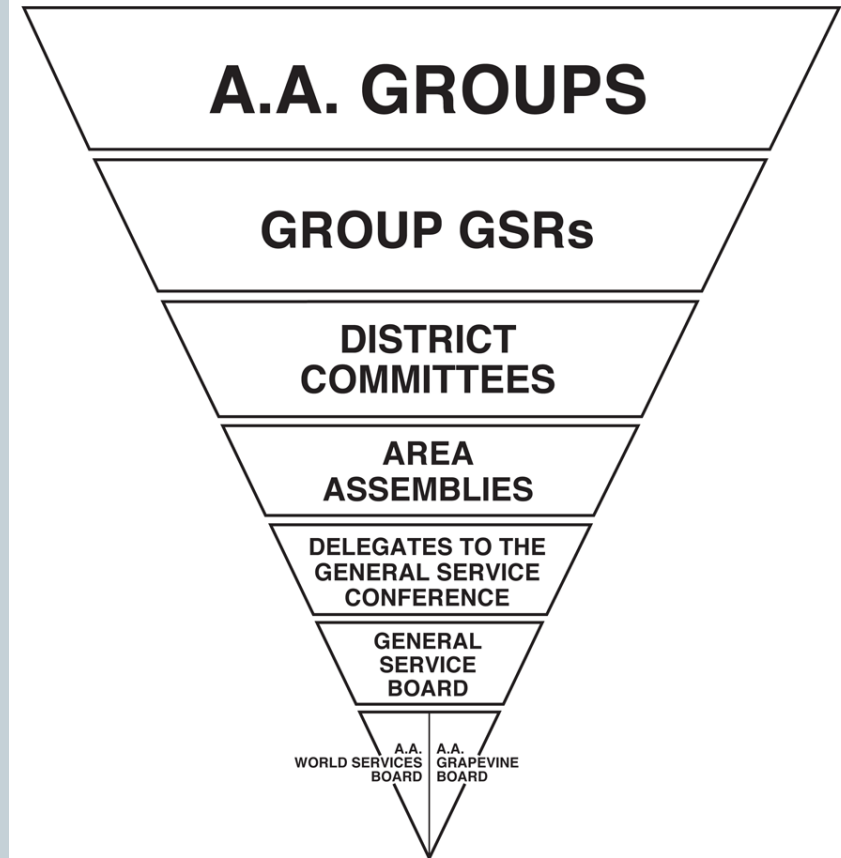 A.A. GROUPS
GROUP GSRs
DISTRICT
COMMITTEES
AREA
ASSEMBLIES
DELEGATES TO THE
GENERAL SERVICE
CONFERENCE
GENERAL
SERVICE
BOARD
A.A.
WORLD SERVICES
BOARD
A.A.
GRAPEVINE
BOARD